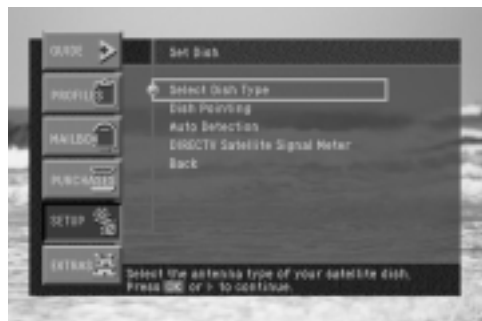 GUIDE
Set Dish
PROFILES
Select Dish Type
Dish Pointing
Auto Detection
DIRECTV Satellite Signal Meter
Back
MAILBOX
PURCHASES
SETUP
EXTRAS
Select the antenna type of your satellite dish.
Press OK or > to continue.